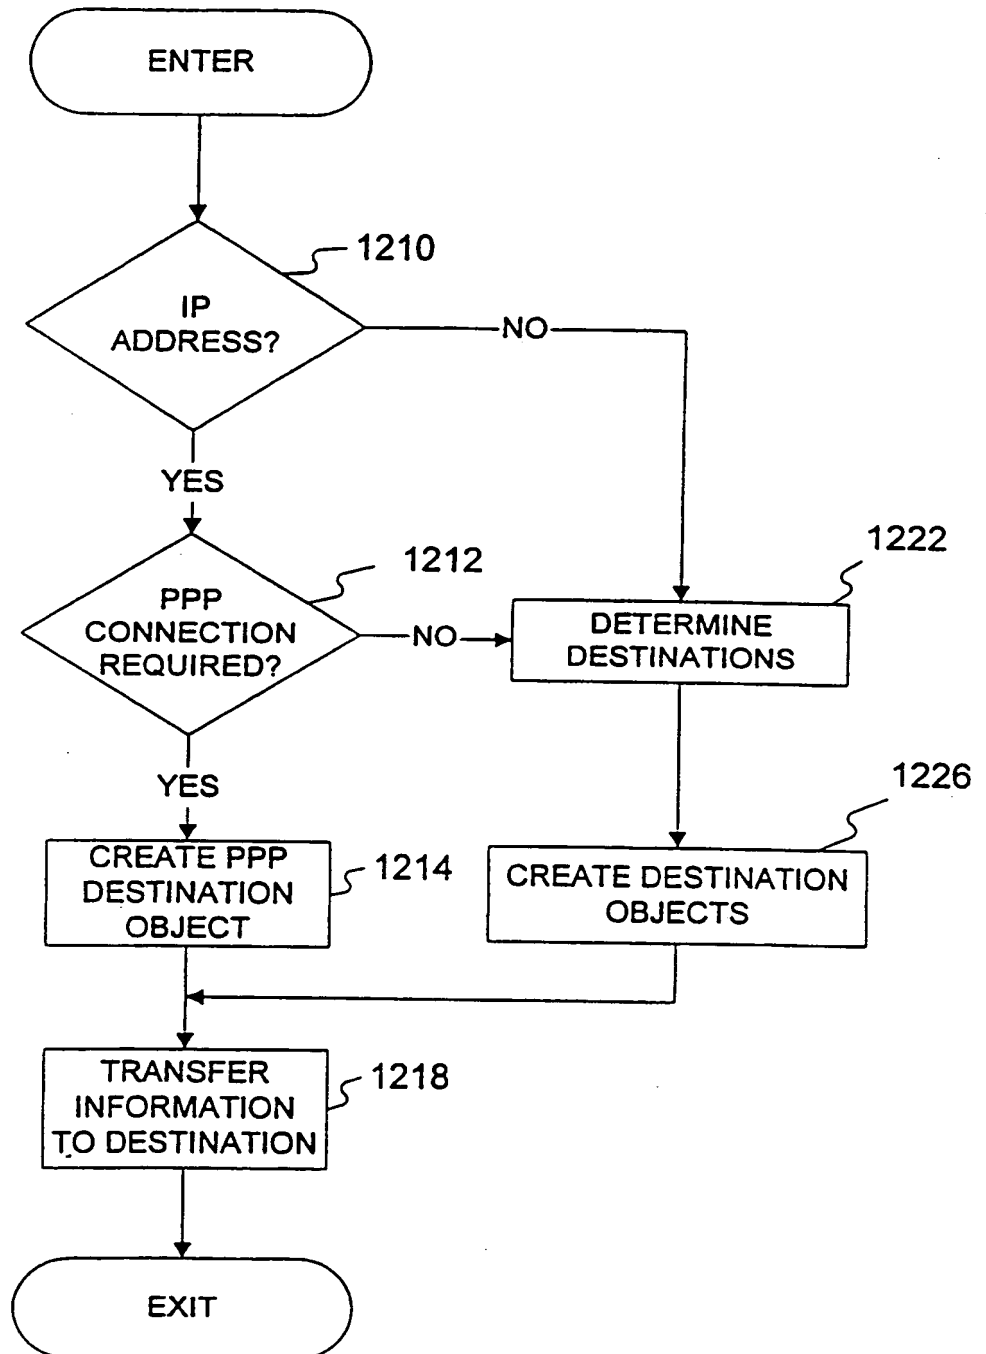 ENTER
1210
IP
ADDRESS?
NO
YES
1212
PPP
CONNECTION
REQUIRED?
NO
1222
DETERMINE
DESTINATIONS
YES
1226
CREATE PPP
DESTINATION
OBJECT
1214
CREATE DESTINATION
OBJECTS
TRANSFER
INFORMATION
TO DESTINATION
1218
EXIT